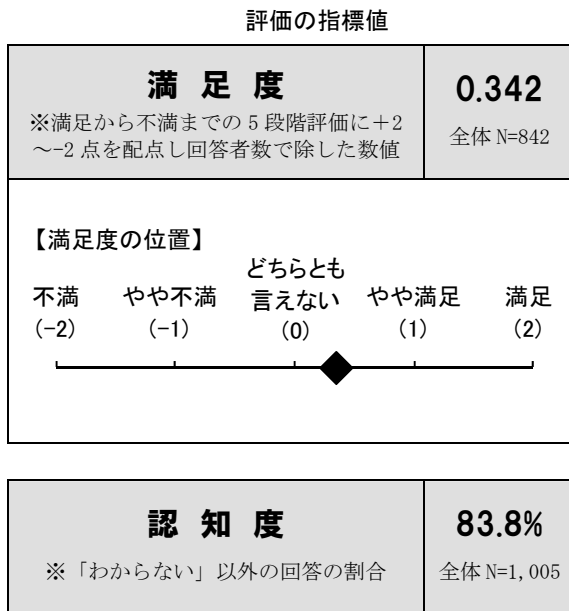 評価の指標値
満足度
0.342
※満足から不満までの5段階評価に＋2
～-2点を配点し回答者数で除した数値
全体 N=842
【満足度の位置】
どちらとも
不満 やや不満 言えない やや満足 満足
(-2) (-1) (0) (1) (2)
認知度
83.8%
※「わからない」以外の回答の割合
全体 N=1,005